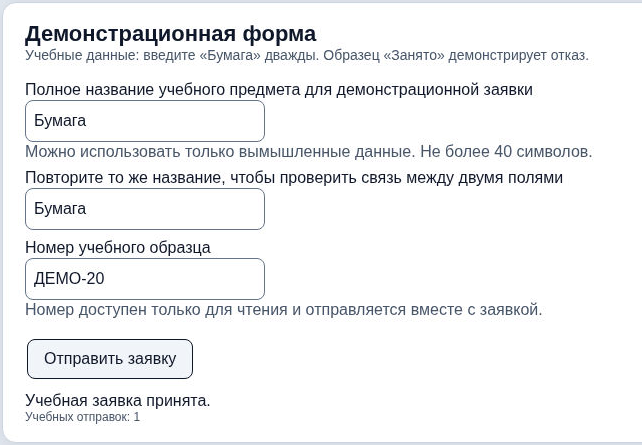 Демонстрационная форма
Учебные данные: введите «Бумага» дважды. Образец «Занято» демонстрирует отказ.
Полное название учебного предмета для демонстрационной заявки
Бумага
Можно использовать только вымышленные данные. Не более 40 символов.
Повторите то же название, чтобы проверить связь между двумя полями
Бумага
Номер учебного образца
ДЕМО-20
Номер доступен только для чтения и отправляется вместе с заявкой.
Отправить заявку
Учебная заявка принята.
Учебных отправок: 1